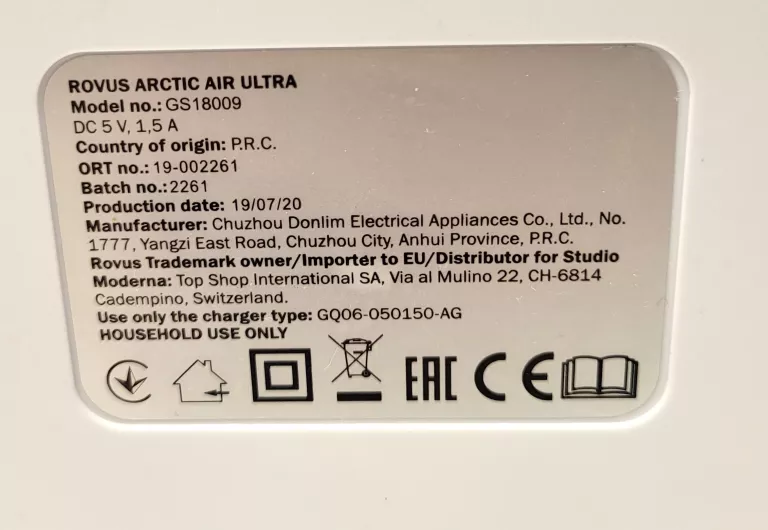 ROVUS ARCTIC AIR ULTRA
Model no.: GS18009
DC 5 V, 1,5 A
Country of origin: P.R.C.
ORT no.: 19-002261
Batch no.: 2261
Production date: 19/07/20
Manufacturer: Chuzhou Donlim Electrical Appliances Co., Ltd., No.
1777, Yangzi East Road, Chuzhou City, Anhui Province, P.R.C.
Rovus Trademark owner/Importer to EU/Distributor for Studio
Moderna: Top Shop International SA, Via al Mulino 22, CH-6814
Cadempino, Switzerland.
Use only the charger type: GQ06-050150-AG
HOUSEHOLD USE ONLY
EAC CE